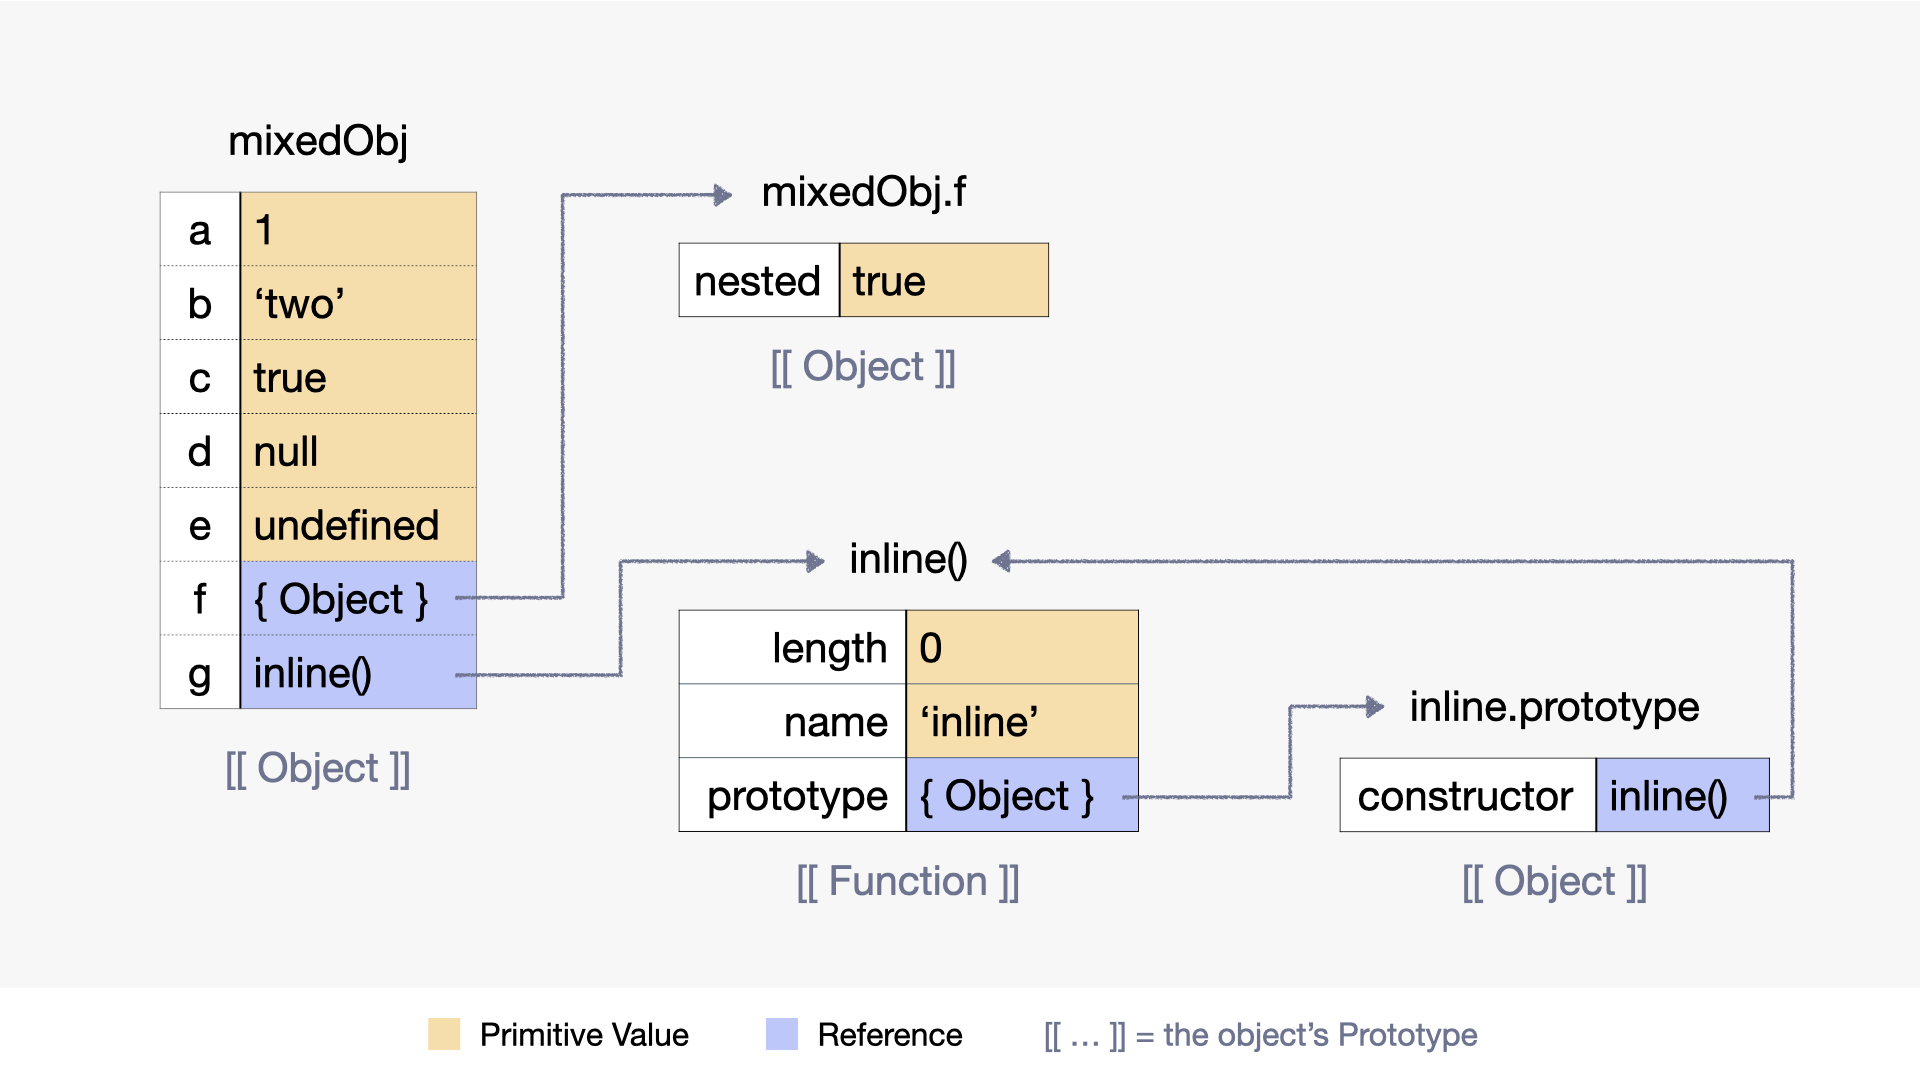 mixedObj
a 1
b ‘two’
c true
d null
e undefined
f { Object }
g inline()
[[ Object ]]
mixedObj.f
nested true
[[ Object ]]
inline()
length 0
name ‘inline’
prototype { Object }
[[ Function ]]
inline.prototype
constructor inline()
[[ Object ]]
Primitive Value
Reference
[[ … ]] = the object’s Prototype